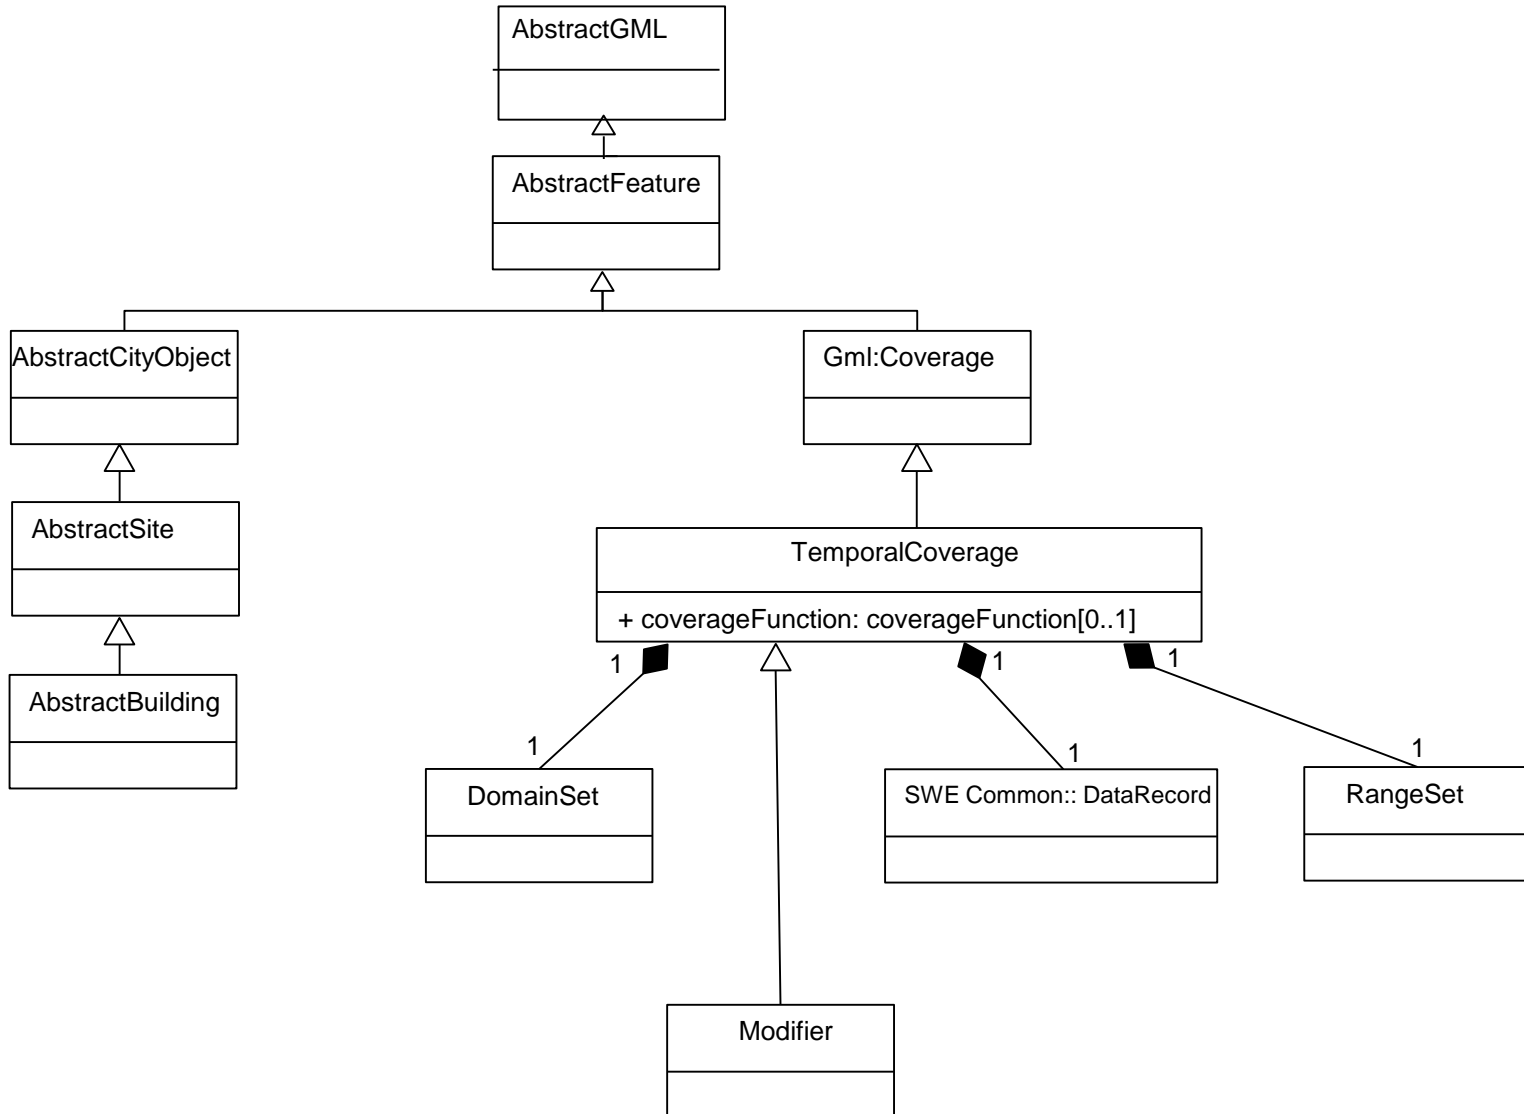 AbstractGML
AbstractFeature
AbstractCityObject
Gml:Coverage
AbstractSite
TemporalCoverage
+ coverageFunction: coverageFunction[0..1]
1
1
1
AbstractBuilding
1
1
1
DomainSet
SWE Common:: DataRecord
RangeSet
Modifier